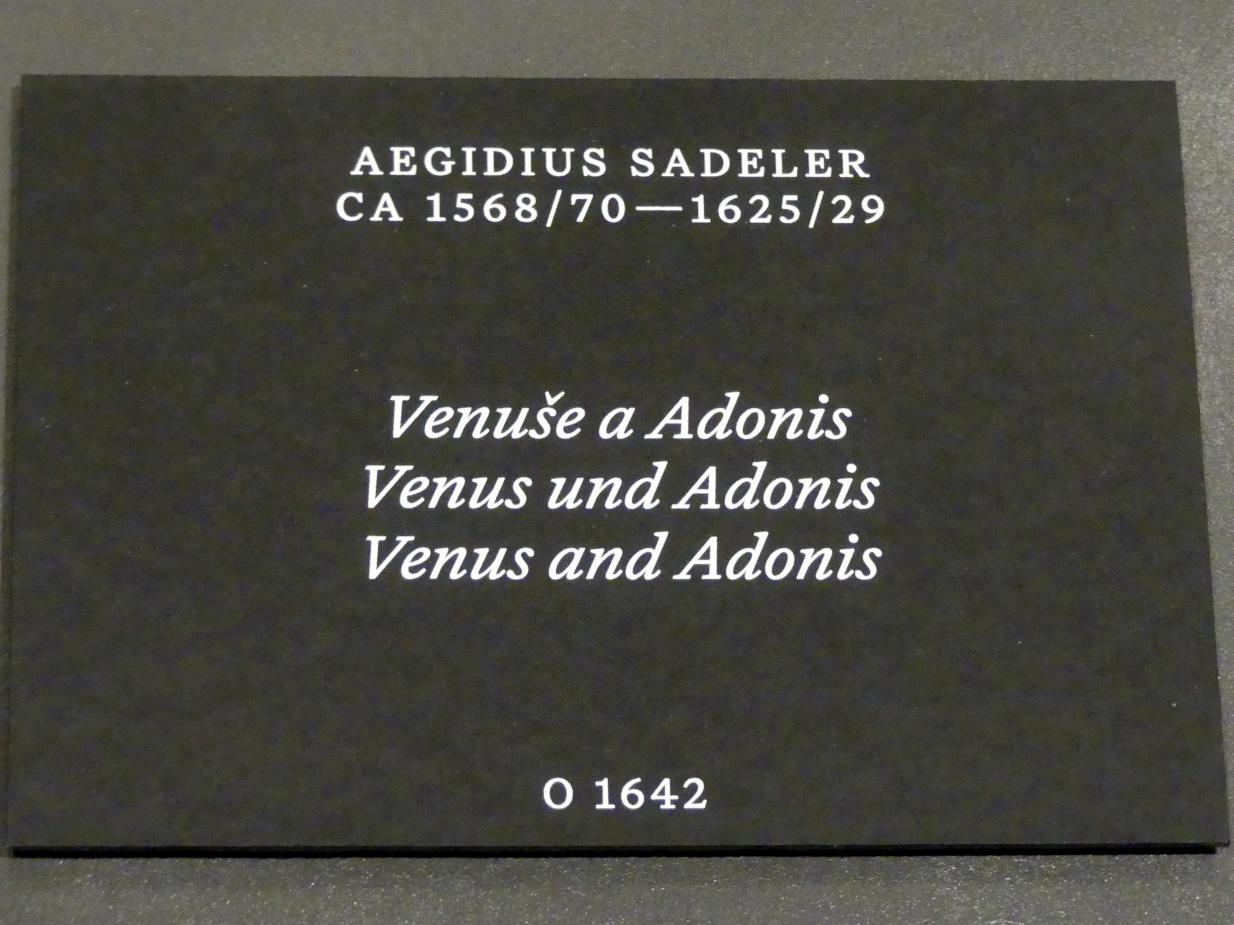 AEGIDIUS SADELER
CA 1568/70—1625/29
Venuše a Adonis
Venus und Adonis
Venus and Adonis
O 1642